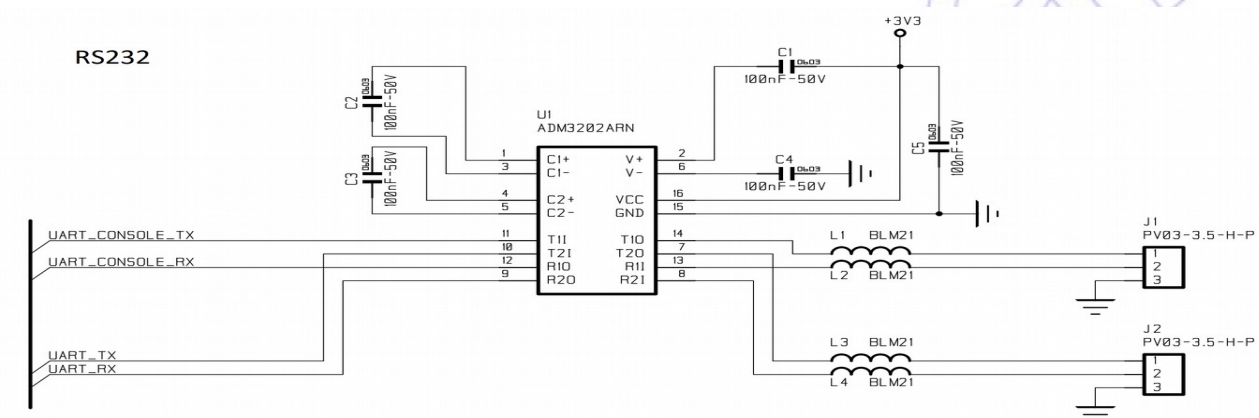 RS232
+3V3
C1
0603
100nF-50V
C2
0603
100nF-50V
C3
0603
100nF-50V
U1
ADM3202ARN
1 C1+ V+ 2
3 C1- V- 6
4 C2+ VCC 16
5 C2- GND 15
11 T1I T1O 14
10 T2I T2O 7
12 R1O R1I 13
9 R2O R2I 8
C4
0603
100nF-50V
C5
0603
100nF-50V
UART_CONSOLE_TX
UART_CONSOLE_RX
UART_TX
UART_RX
L1 BLM21
L2 BLM21
L3 BLM21
L4 BLM21
J1
PV03-3.5-H-P
1
2
3
J2
PV03-3.5-H-P
1
2
3